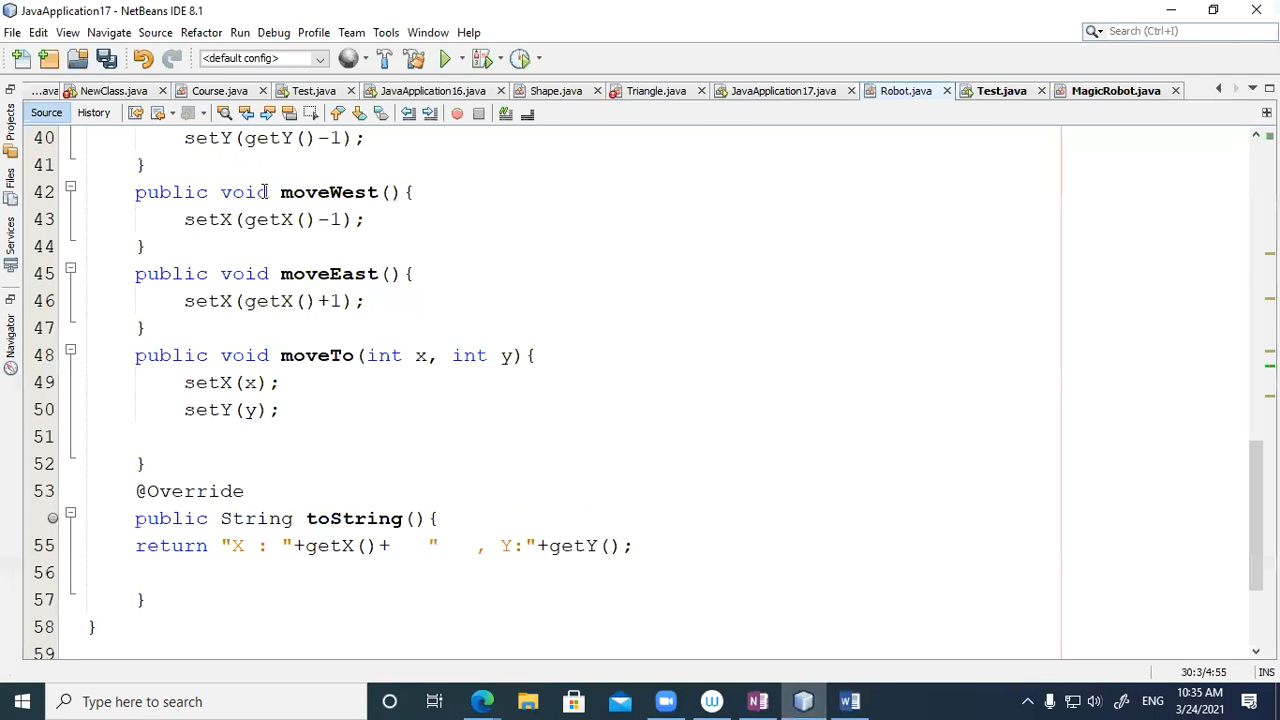 JavaApplication17 - NetBeans IDE 8.1
File Edit View Navigate Source Refactor Run Debug Profile Team Tools Window Help
Search (Ctrl+I)
<default config>
...ava NewClass.java Course.java Test.java JavaApplication16.java Shape.java Triangle.java JavaApplication17.java Robot.java Test.java MagicRobot.java
Source History
Projects
Files
Services
Navigator
40 setY(getY()-1);
41 }
42 public void moveWest(){
43 setX(getX()-1);
44 }
45 public void moveEast(){
46 setX(getX()+1);
47 }
48 public void moveTo(int x, int y){
49 setX(x);
50 setY(y);
51
52 }
53 @Override
public String toString(){
55 return "X : "+getX()+   "   , Y:"+getY();
56
57 }
58 }
59
30:3/4:55 INS
Type here to search
ENG
10:35 AM
3/24/2021